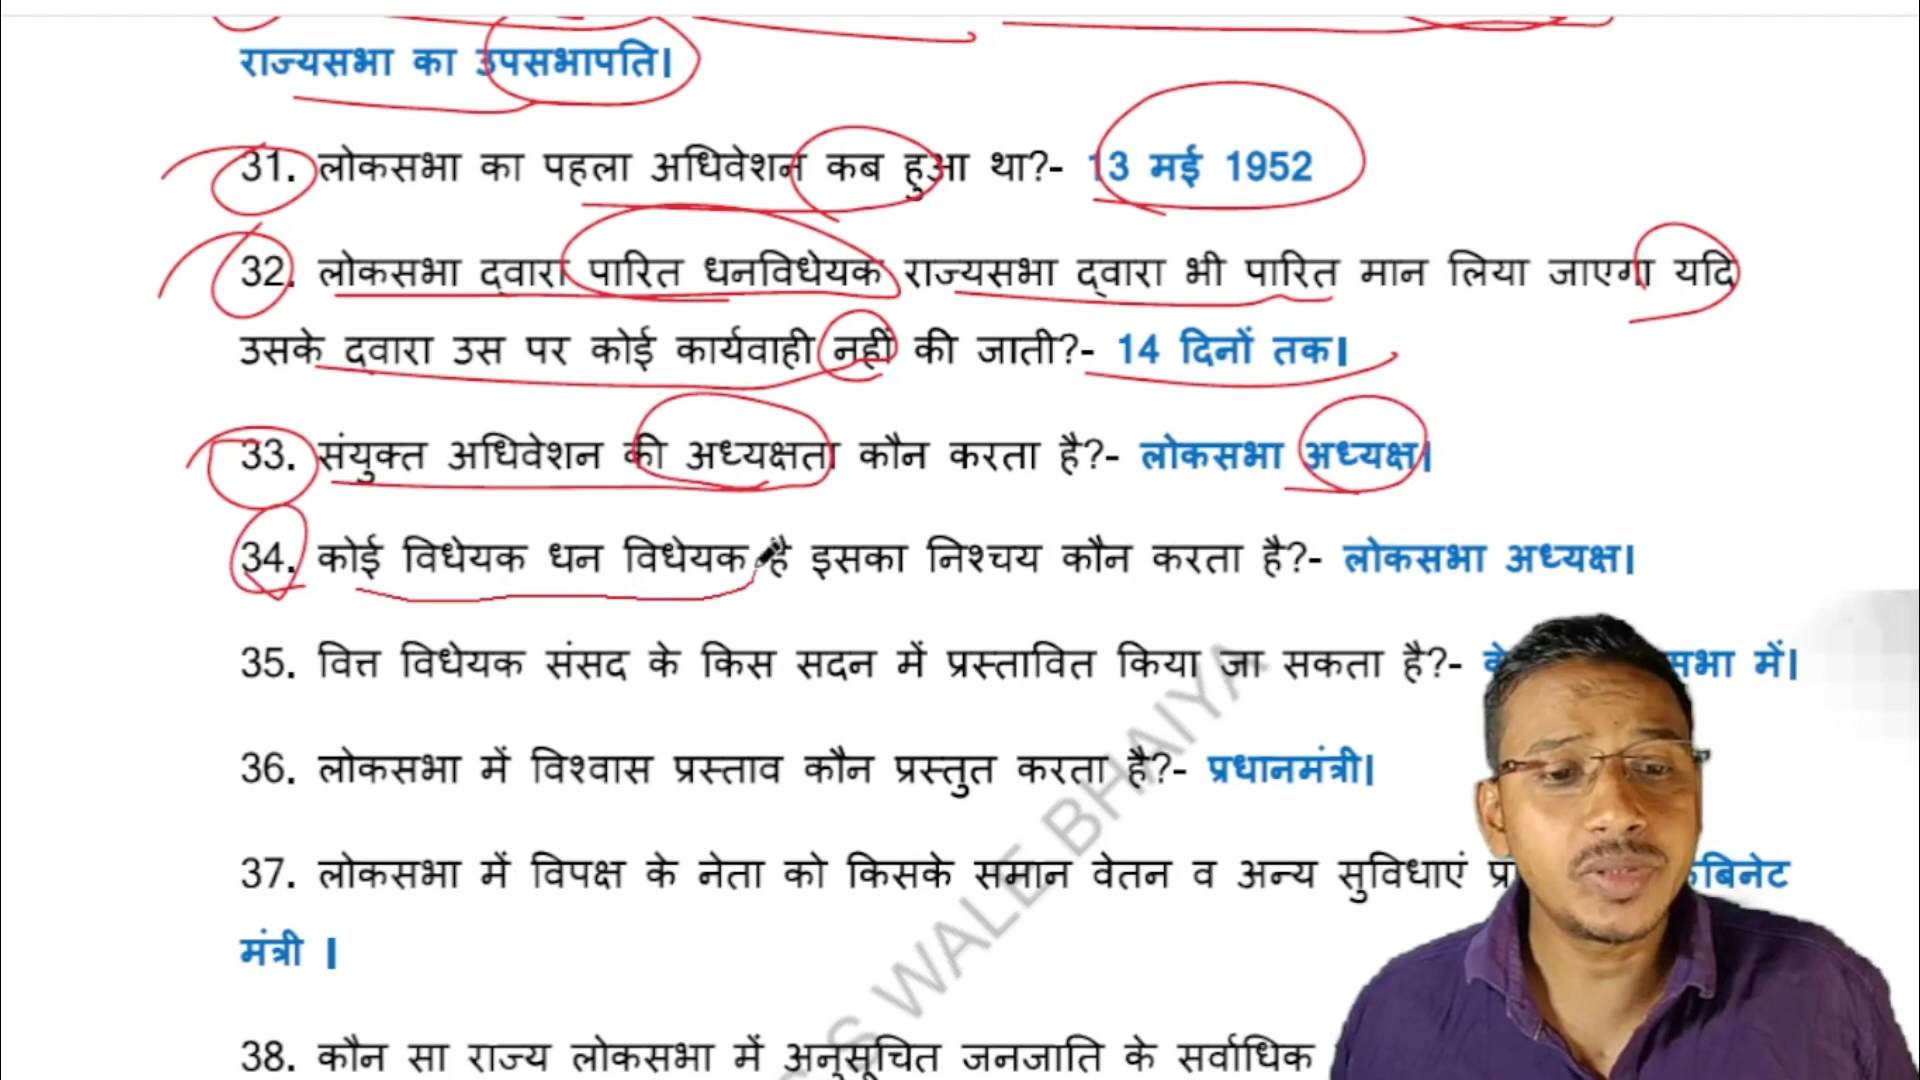 राज्यसभा का उपसभापति।
31. लोकसभा का पहला अधिवेशन कब हुआ था?- 13 मई 1952
32. लोकसभा द्वारा पारित धनविधेयक राज्यसभा द्वारा भी पारित मान लिया जाएगा यदि
उसके द्वारा उस पर कोई कार्यवाही नहीं की जाती?- 14 दिनों तक।
33. संयुक्त अधिवेशन की अध्यक्षता कौन करता है?- लोकसभा अध्यक्ष।
34. कोई विधेयक धन विधेयक है इसका निश्चय कौन करता है?- लोकसभा अध्यक्ष।
35. वित्त विधेयक संसद के किस सदन में प्रस्तावित किया जा सकता है?- में।
36. लोकसभा में विश्वास प्रस्ताव कौन प्रस्तुत करता है?- प्रधानमंत्री।
37. लोकसभा में विपक्ष के नेता को किसके समान वेतन व अन्य सुविधाएं
मंत्री ।
38. कौन सा राज्य लोकसभा में अनुसूचित जनजाति के सर्वाधिक
WALE BHAIYA